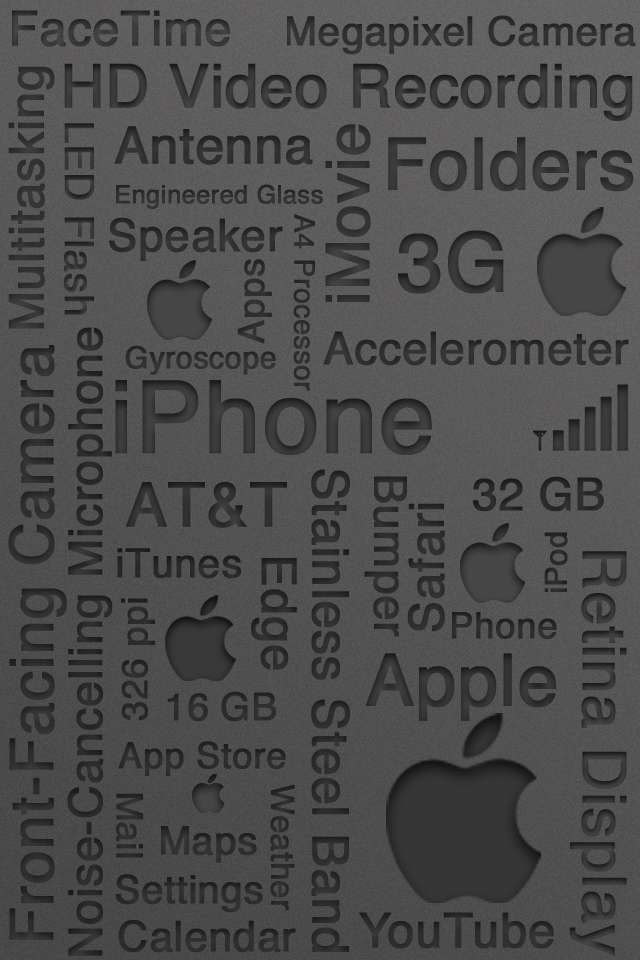 FaceTime
Megapixel Camera
HD Video Recording
Multitasking
LED Flash
Antenna
Engineered Glass
Speaker
iMovie
Folders
A4 Processor
Apps
3G
Gyroscope
Accelerometer
iPhone
Front-Facing Camera
Noise-Cancelling Microphone
AT&T
Stainless Steel Band
Bumper
Safari
32 GB
iTunes
Edge
iPod
Phone
Retina Display
326 ppi
16 GB
Apple
App Store
Mail
Maps
Weather
Settings
Calendar
YouTube